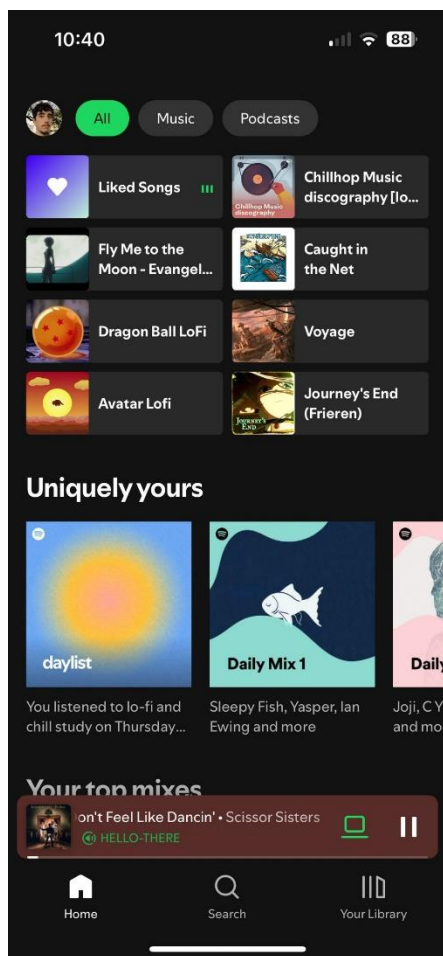 10:40
88
All
Music
Podcasts
Liked Songs
Chillhop Music
discography [lo...
Fly Me to the
Moon - Evangel...
Caught in
the Net
Dragon Ball LoFi
Voyage
Avatar Lofi
Journey's End
(Frieren)
Uniquely yours
daylist
Daily Mix 1
Daily
You listened to lo-fi and
chill study on Thursday...
Sleepy Fish, Yasper, Ian
Ewing and more
Joji, C Y
and mo
Your top mixes
on't Feel Like Dancin' • Scissor Sisters
HELLO-THERE
Home
Search
Your Library